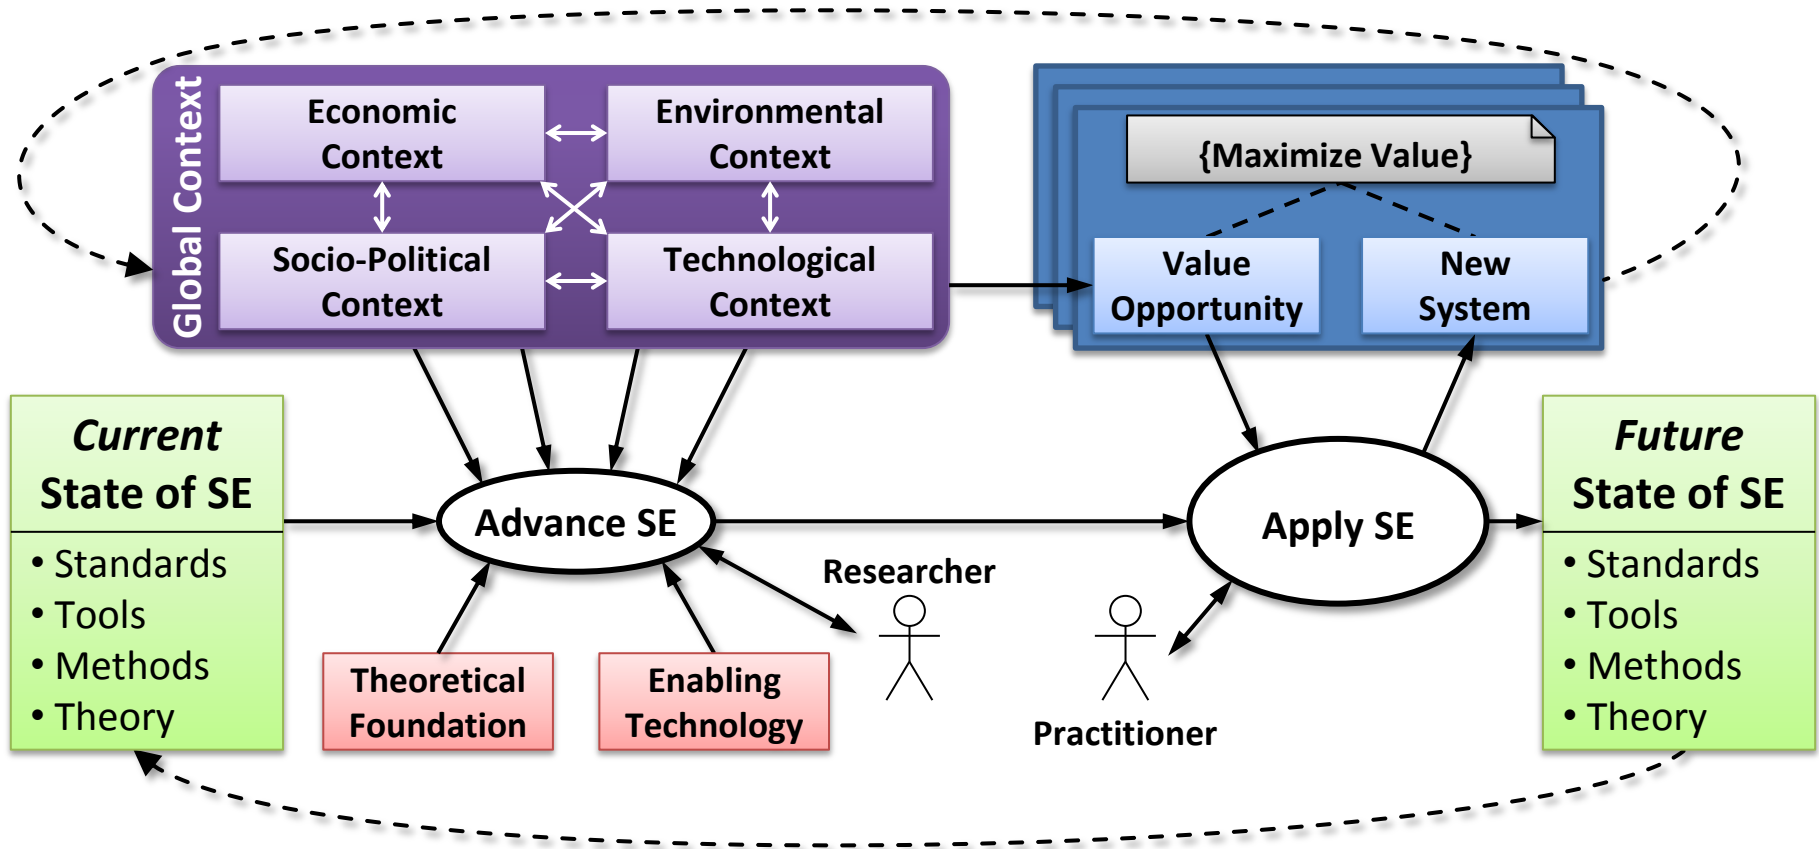 Global Context
Economic
Context
Environmental
Context
Socio-Political
Context
Technological
Context
{Maximize Value}
Value
Opportunity
New
System
Current
State of SE
• Standards
• Tools
• Methods
• Theory
Advance SE
Apply SE
Researcher
Practitioner
Theoretical
Foundation
Enabling
Technology
Future
State of SE
• Standards
• Tools
• Methods
• Theory